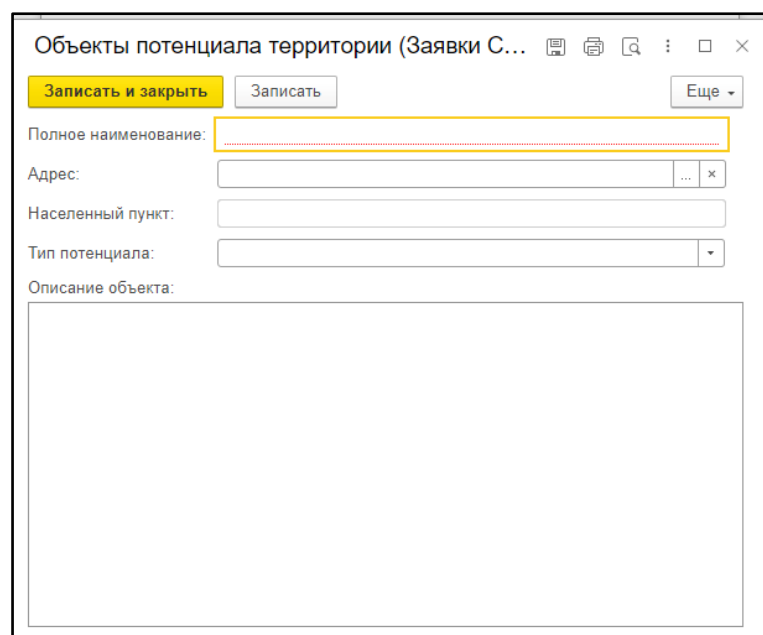 Объекты потенциала территории (Заявки С...
Записать и закрыть Записать Еще
Полное наименование:
Адрес: ... ×
Населенный пункт:
Тип потенциала:
Описание объекта: